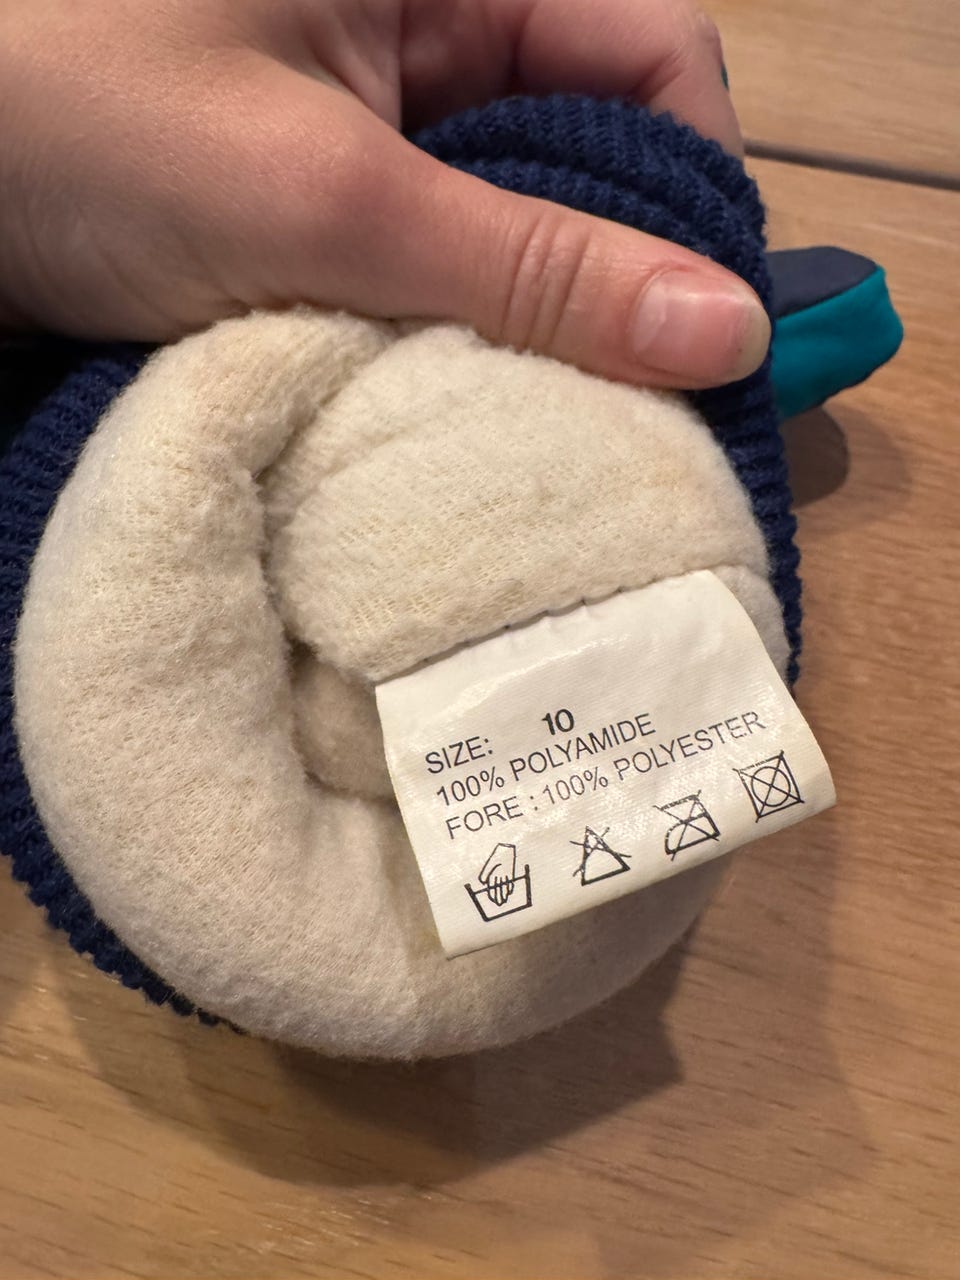 SIZE: 10
100% POLYAMIDE
FORE : 100% POLYESTER